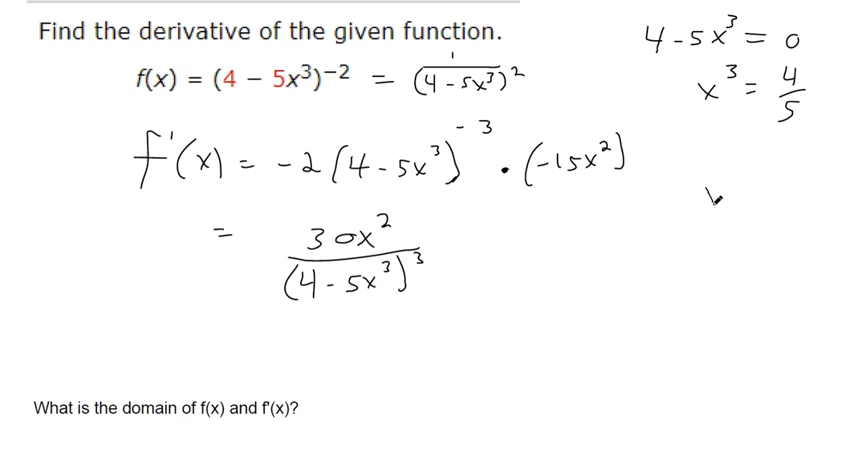 Find the derivative of the given function.
f(x) = (4 − 5x³)⁻² = 1/(4 - 5x³)²
f'(x) = -2(4 - 5x³)⁻³ · (-15x²)
= 30x²/(4 - 5x³)³
4 - 5x³ = 0
x³ = 4/5
What is the domain of f(x) and f'(x)?